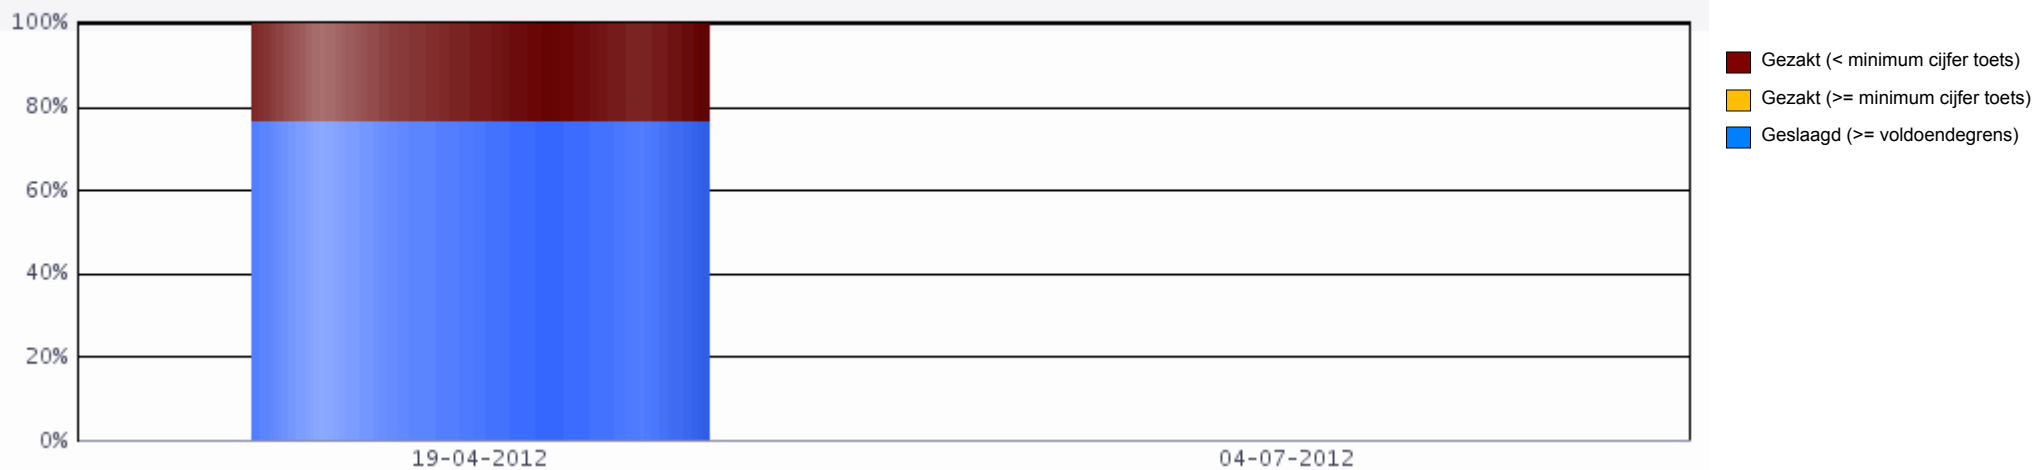 100%
80%
60%
40%
20%
0%
19-04-2012
04-07-2012
Gezakt (< minimum cijfer toets)
Gezakt (>= minimum cijfer toets)
Geslaagd (>= voldoendegrens)